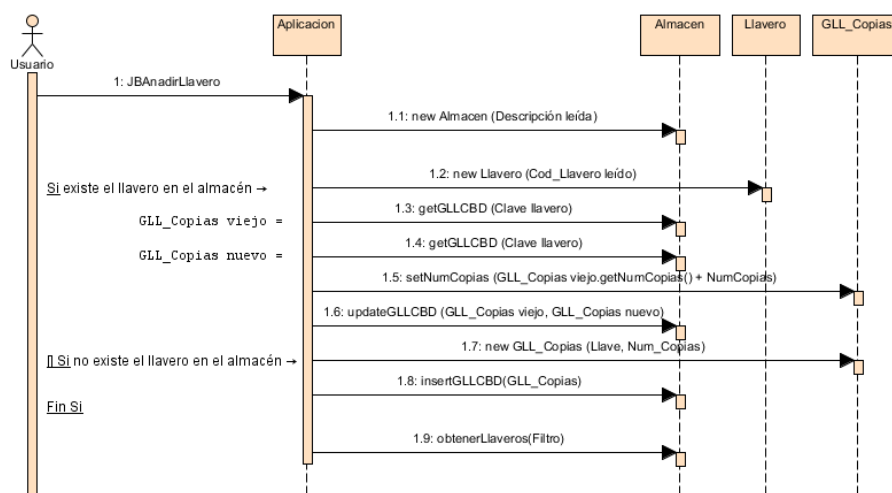 Aplicacion
Almacen
Llavero
GLL_Copias
Usuario
1: JBAnadirLlavero
1.1: new Almacen (Descripción leída)
1.2: new Llavero (Cod_Llavero leído)
Si existe el llavero en el almacén →
1.3: getGLLCBD (Clave llavero)
GLL_Copias viejo =
1.4: getGLLCBD (Clave llavero)
GLL_Copias nuevo =
1.5: setNumCopias (GLL_Copias viejo.getNumCopias() + NumCopias)
1.6: updateGLLCBD (GLL_Copias viejo, GLL_Copias nuevo)
1.7: new GLL_Copias (Llave, Num_Copias)
[] Si no existe el llavero en el almacén →
1.8: insertGLLCBD(GLL_Copias)
Fin Si
1.9: obtenerLlaveros(Filtro)